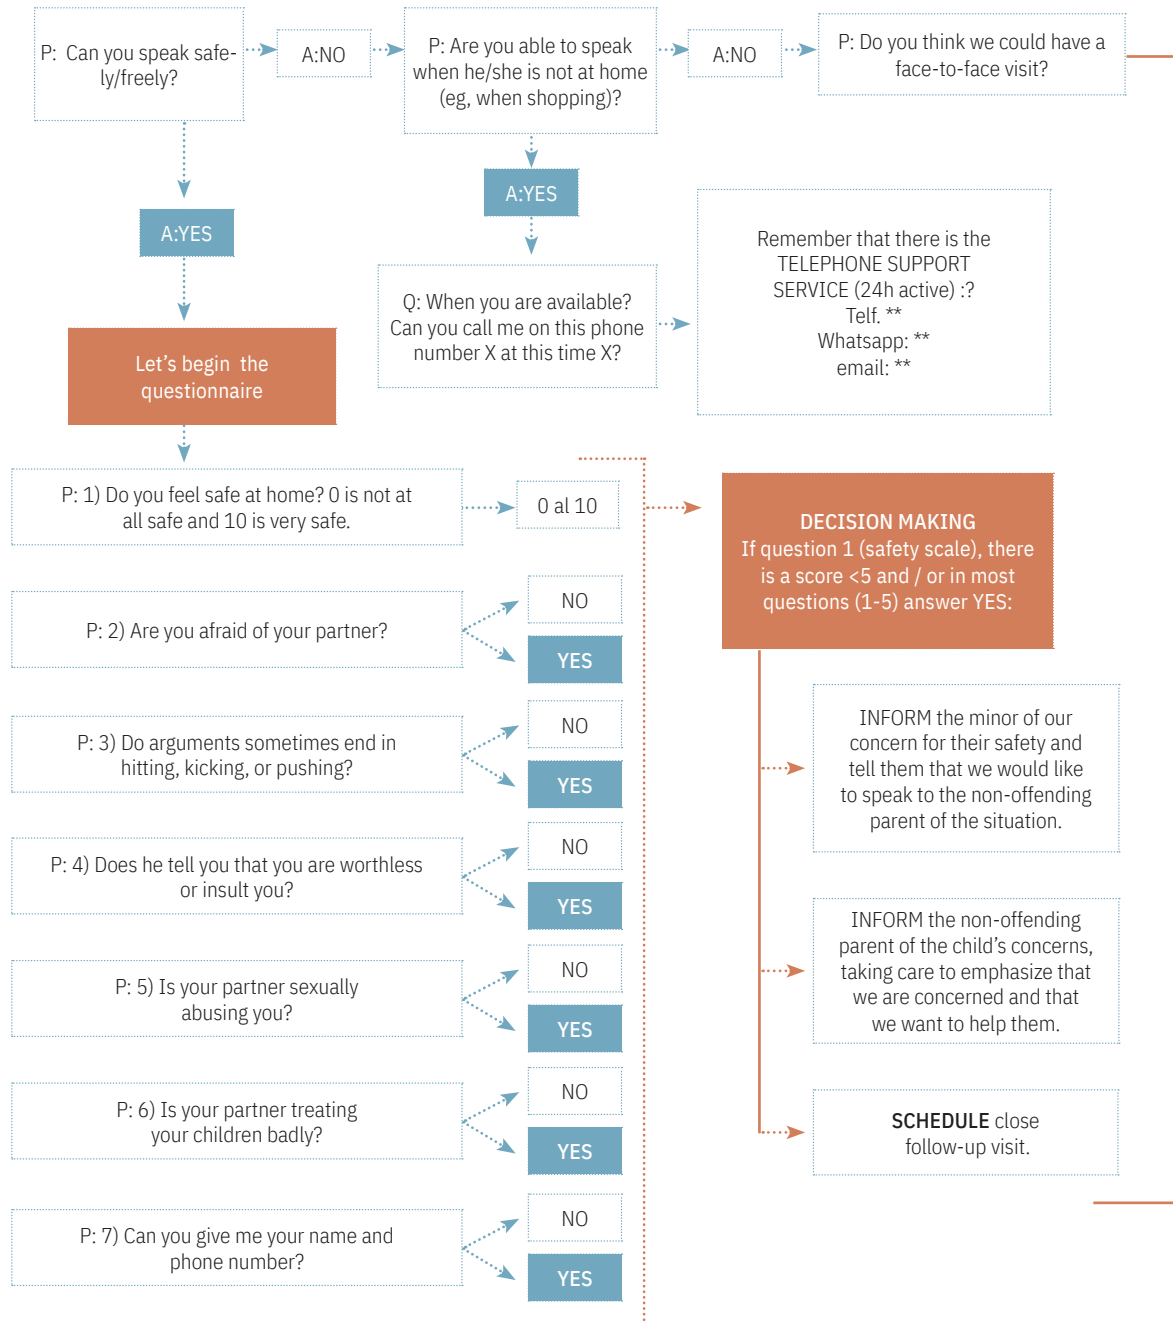 P: Can you speak safe-
ly/freely?
A:NO
P: Are you able to speak
when he/she is not at home
(eg, when shopping)?
A:NO
P: Do you think we could have a
face-to-face visit?
A:YES
A:YES
Q: When you are available?
Can you call me on this phone
number X at this time X?
Remember that there is the
TELEPHONE SUPPORT
SERVICE (24h active) :?
Telf. **
Whatsapp: **
email: **
Let's begin the
questionnaire
P: 1) Do you feel safe at home? 0 is not at
all safe and 10 is very safe.
0 al 10
P: 2) Are you afraid of your partner?
NO
YES
P: 3) Do arguments sometimes end in
hitting, kicking, or pushing?
NO
YES
P: 4) Does he tell you that you are worthless
or insult you?
NO
YES
P: 5) Is your partner sexually
abusing you?
NO
YES
P: 6) Is your partner treating
your children badly?
NO
YES
P: 7) Can you give me your name and
phone number?
NO
YES
DECISION MAKING
If question 1 (safety scale), there
is a score <5 and / or in most
questions (1-5) answer YES:
INFORM the minor of our
concern for their safety and
tell them that we would like
to speak to the non-offending
parent of the situation.
INFORM the non-offending
parent of the child's concerns,
taking care to emphasize that
we are concerned and that
we want to help them.
SCHEDULE close
follow-up visit.